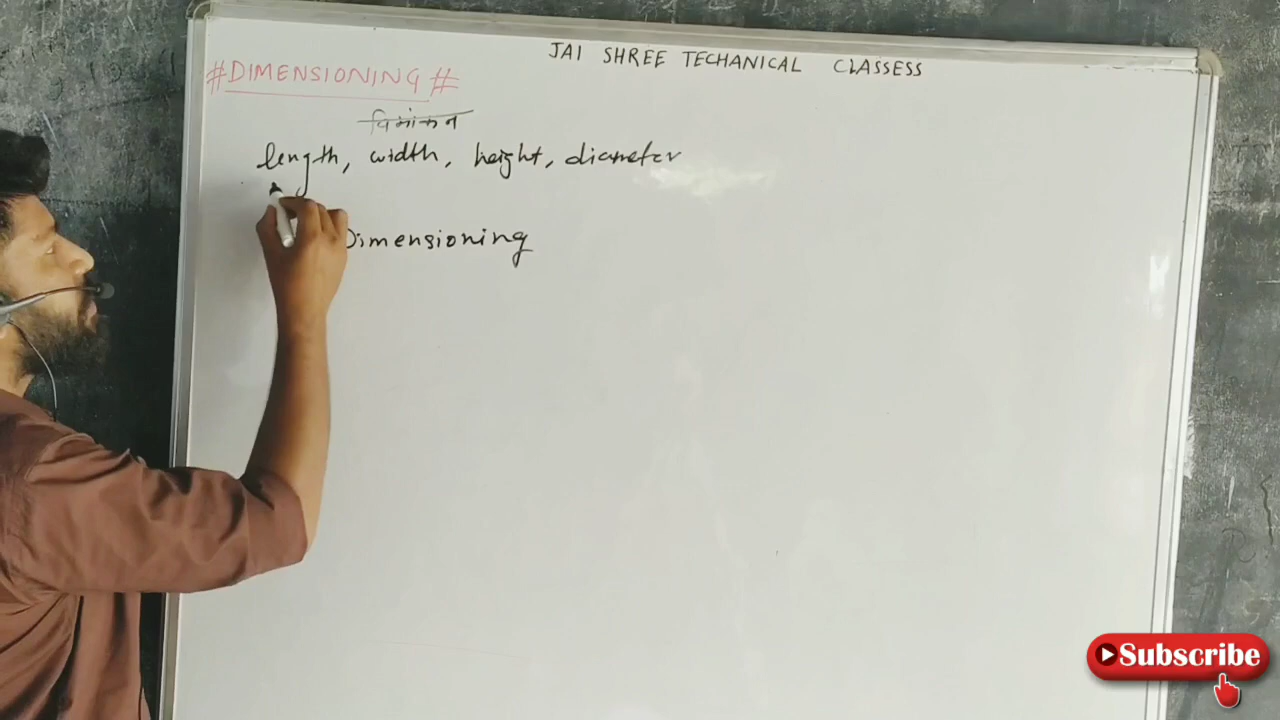 JAI SHREE TECHANICAL CLASSESS
#DIMENSIONING#
विमांकन
length, width, height, diameter
Dimensioning
Subscribe